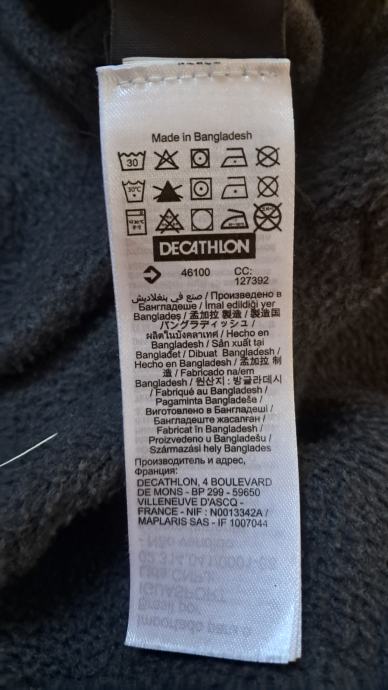 Made in Bangladesh
30
30°C
DECATHLON
46100 CC:
127392
صنع في بنغلاديش / Произведено в
Бангладеше / Imal edildiği yer
Bangladeş / 孟加拉 製造 / 製造国
バングラディッシュ /
ผลิตในบังคลาเทศ / Hecho en
Bangladesh / Sản xuất tại
Bangladet / Dibuat Bangladesh /
Hecho en Bangladesh / 孟加拉 制
造 / Fabricado na/em
Bangladesh / 원산지 : 방글라데시
/ Fabriqué au Bangladesh /
Pagaminta Bangladeše /
Виготовлено в Бангладеші /
Бангладеште жасалған /
Fabricat în Bangladesh /
Proizvedeno u Bangladešu /
Származási hely Banglades
Производитель и адрес,
Франция:
DECATHLON, 4 BOULEVARD
DE MONS - BP 299 - 59650
VILLENEUVE D'ASCQ -
FRANCE - NIF : N0013342A /
MAPLARIS SAS - IF 1007044